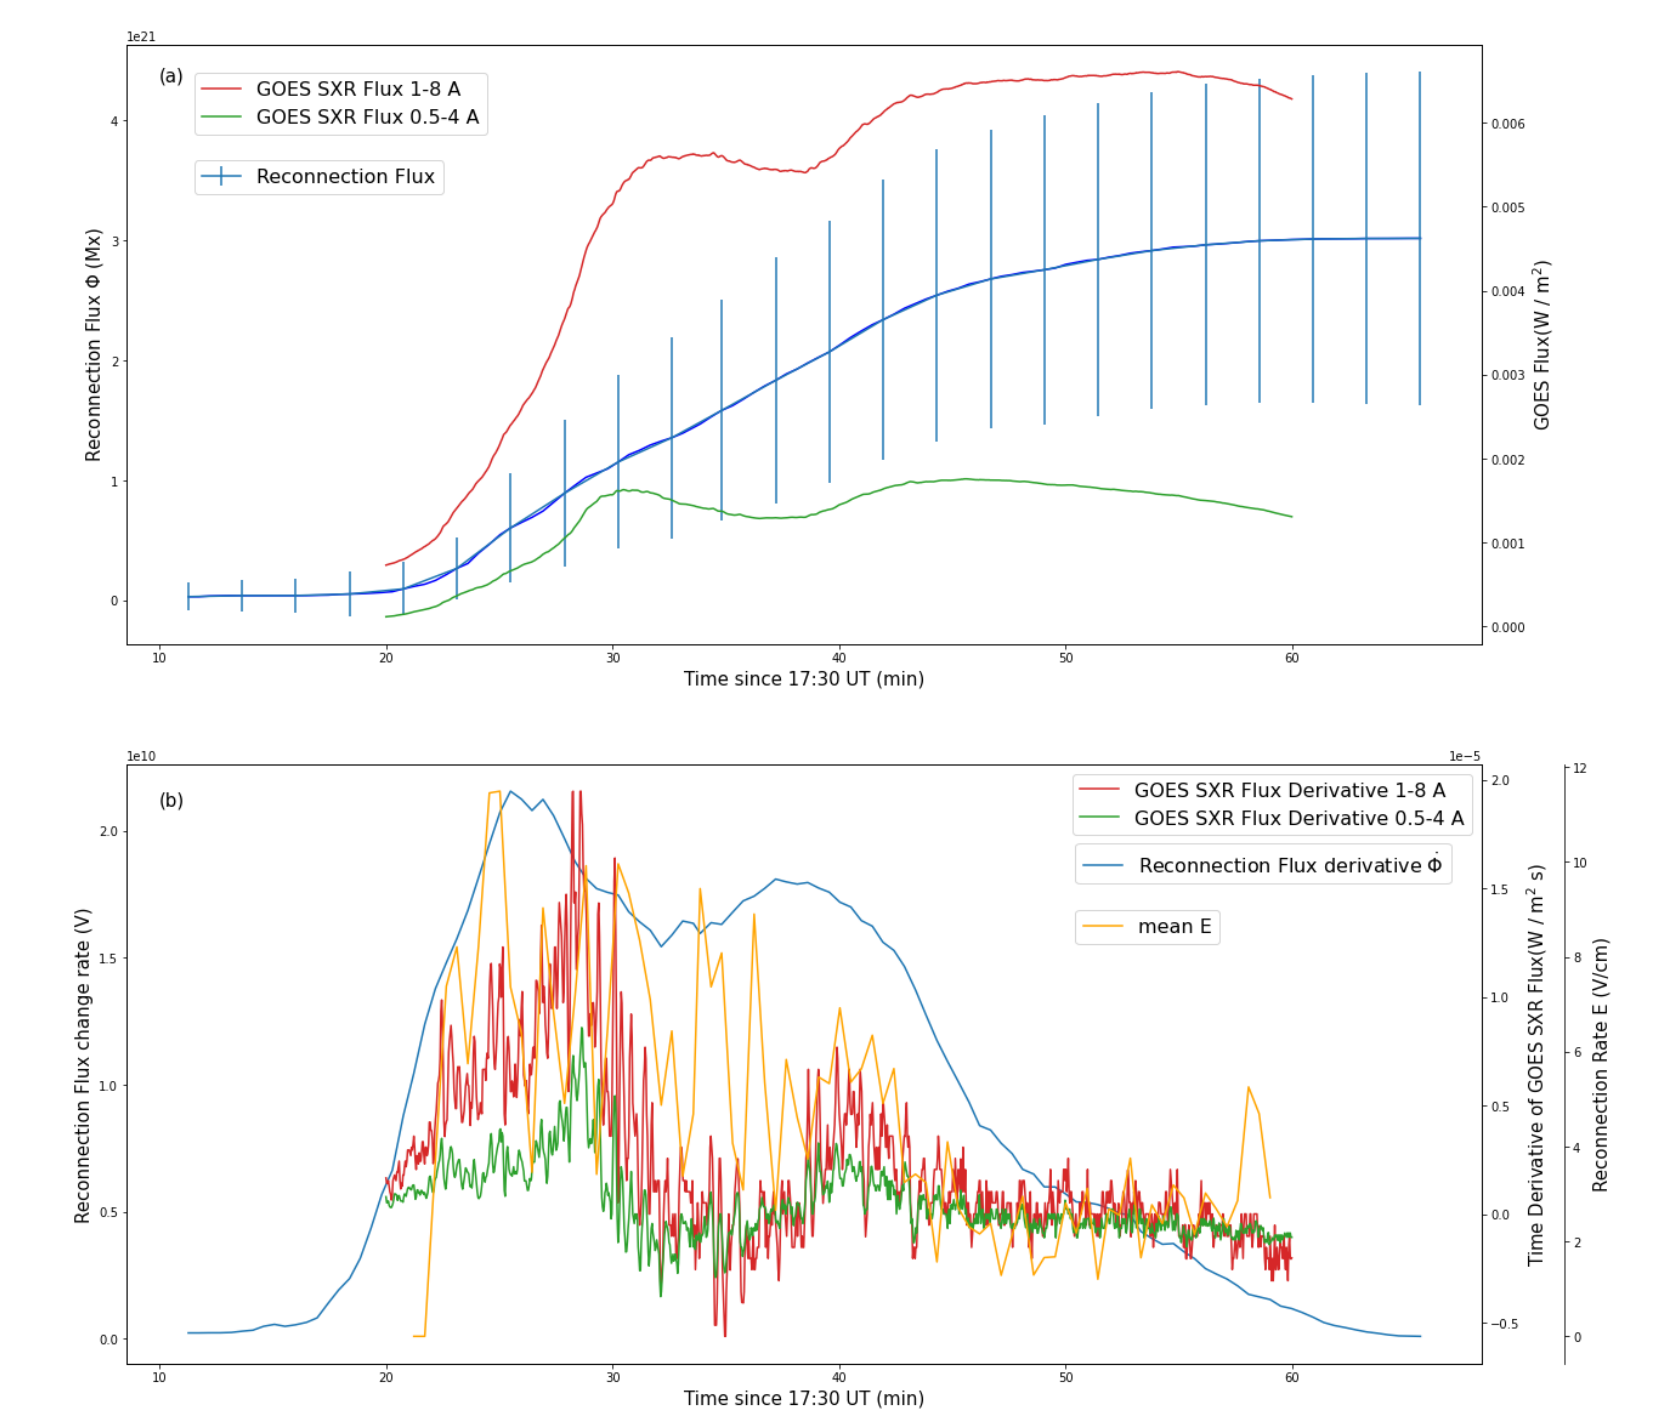 1e21
(a)
GOES SXR Flux 1-8 A
GOES SXR Flux 0.5-4 A
Reconnection Flux
4
3
2
1
0
Reconnection Flux Φ (Mx)
0.006
0.005
0.004
0.003
0.002
0.001
0.000
GOES Flux(W / m²)
10 20 30 40 50 60
Time since 17:30 UT (min)
1e10
1e−5
(b)
GOES SXR Flux Derivative 1-8 A
GOES SXR Flux Derivative 0.5-4 A
Reconnection Flux derivative Φ̇
mean E
2.0
1.5
1.0
0.5
0.0
Reconnection Flux change rate (V)
2.0
1.5
1.0
0.5
0.0
−0.5
Time Derivative of GOES SXR Flux(W / m² s)
12
10
8
6
4
2
0
Reconnection Rate E (V/cm)
10 20 30 40 50 60
Time since 17:30 UT (min)